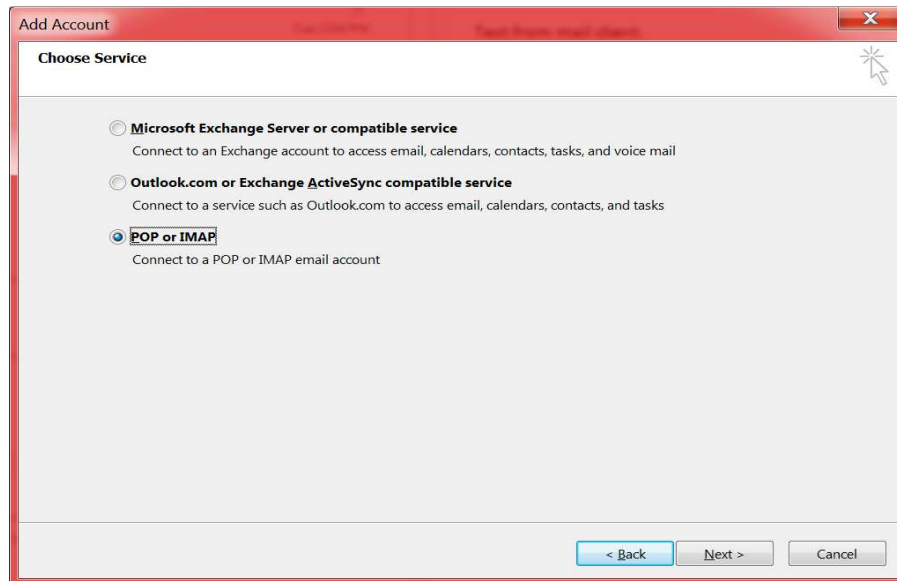 Add Account
Choose Service
Microsoft Exchange Server or compatible service
Connect to an Exchange account to access email, calendars, contacts, tasks, and voice mail
Outlook.com or Exchange ActiveSync compatible service
Connect to a service such as Outlook.com to access email, calendars, contacts, and tasks
POP or IMAP
Connect to a POP or IMAP email account
< Back
Next >
Cancel